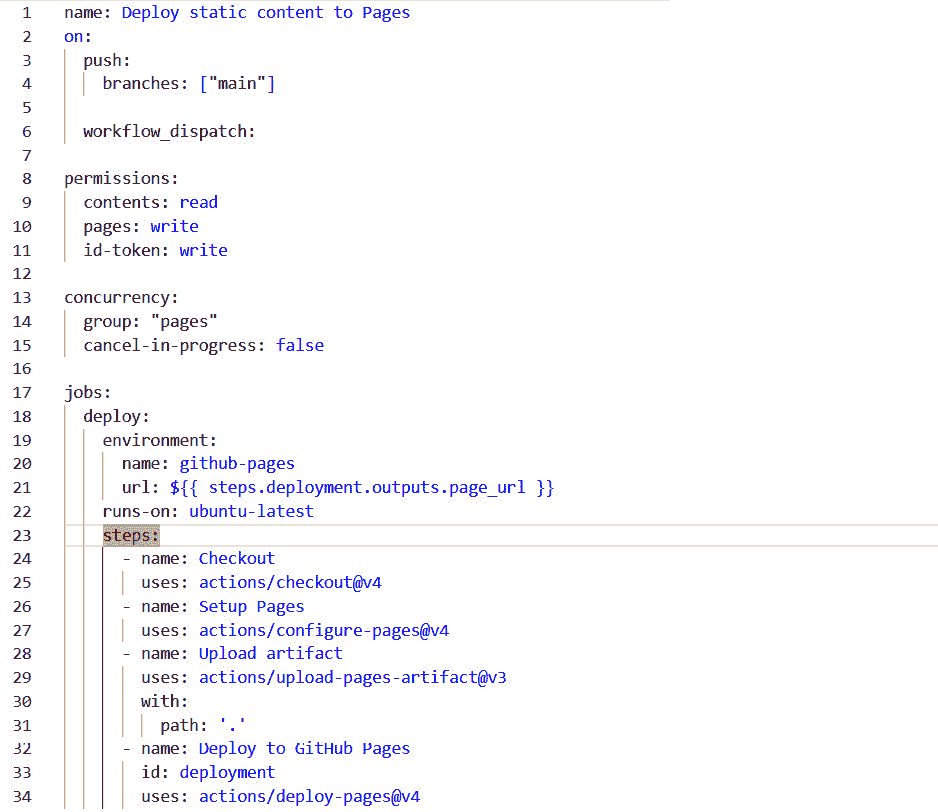 1 name: Deploy static content to Pages
2 on:
3 push:
4 branches: ["main"]
5
6 workflow_dispatch:
7
8 permissions:
9 contents: read
10 pages: write
11 id-token: write
12
13 concurrency:
14 group: "pages"
15 cancel-in-progress: false
16
17 jobs:
18 deploy:
19 environment:
20 name: github-pages
21 url: ${{ steps.deployment.outputs.page_url }}
22 runs-on: ubuntu-latest
23 steps:
24 - name: Checkout
25 uses: actions/checkout@v4
26 - name: Setup Pages
27 uses: actions/configure-pages@v4
28 - name: Upload artifact
29 uses: actions/upload-pages-artifact@v3
30 with:
31 path: '.'
32 - name: Deploy to GitHub Pages
33 id: deployment
34 uses: actions/deploy-pages@v4